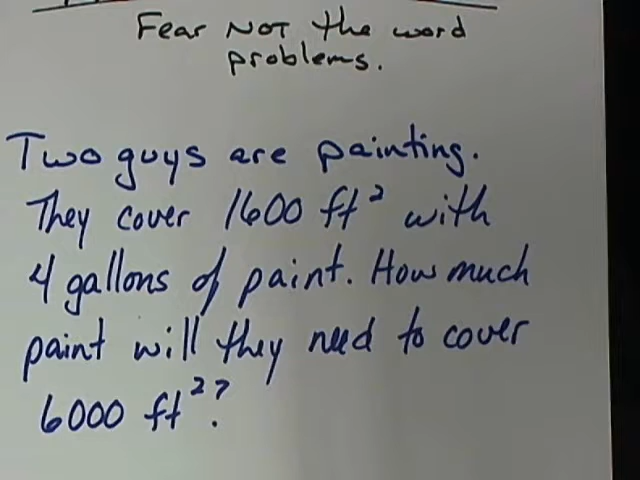 Fear NOT the word
problems.
Two guys are painting.
They cover 1600 ft²  with
4 gallons of paint. How much
paint will they need to cover
6000 ft²?